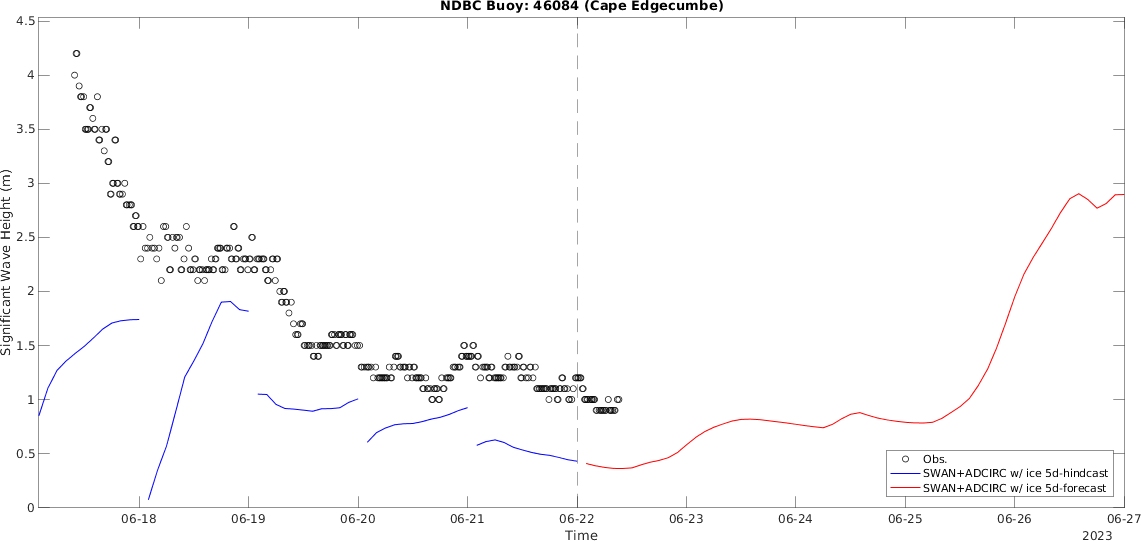 NDBC Buoy: 46084 (Cape Edgecumbe)
4.5
4
3.5
3
2.5
2
1.5
1
0.5
0
Significant Wave Height (m)
Obs.
SWAN+ADCIRC w/ ice 5d-hindcast
SWAN+ADCIRC w/ ice 5d-forecast
06-18 06-19 06-20 06-21 06-22 06-23 06-24 06-25 06-26 06-27
Time
2023